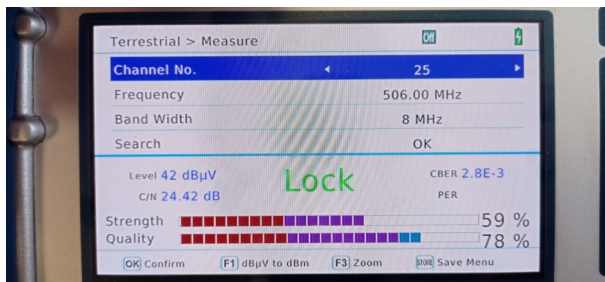 Terrestrial > Measure Off
Channel No. 25
Frequency 506.00 MHz
Band Width 8 MHz
Search OK
Level 42 dBµV Lock CBER 2.8E-3
C/N 24.42 dB PER
Strength 59 %
Quality 78 %
OK Confirm F1 dBµV to dBm F3 Zoom STORE Save Menu